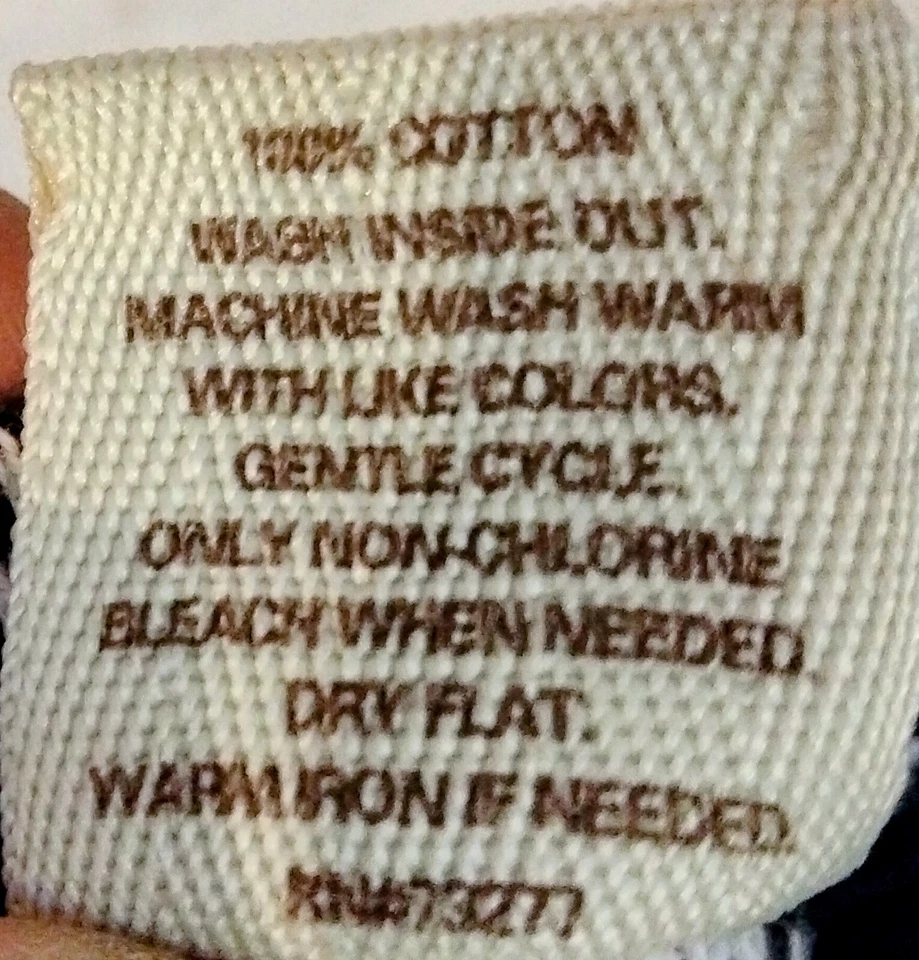 100% COTTON
WASH INSIDE OUT.
MACHINE WASH WARM
WITH LIKE COLORS.
GENTLE CYCLE.
ONLY NON-CHLORINE
BLEACH WHEN NEEDED.
DRY FLAT.
WARM IRON IF NEEDED.
RN#73277